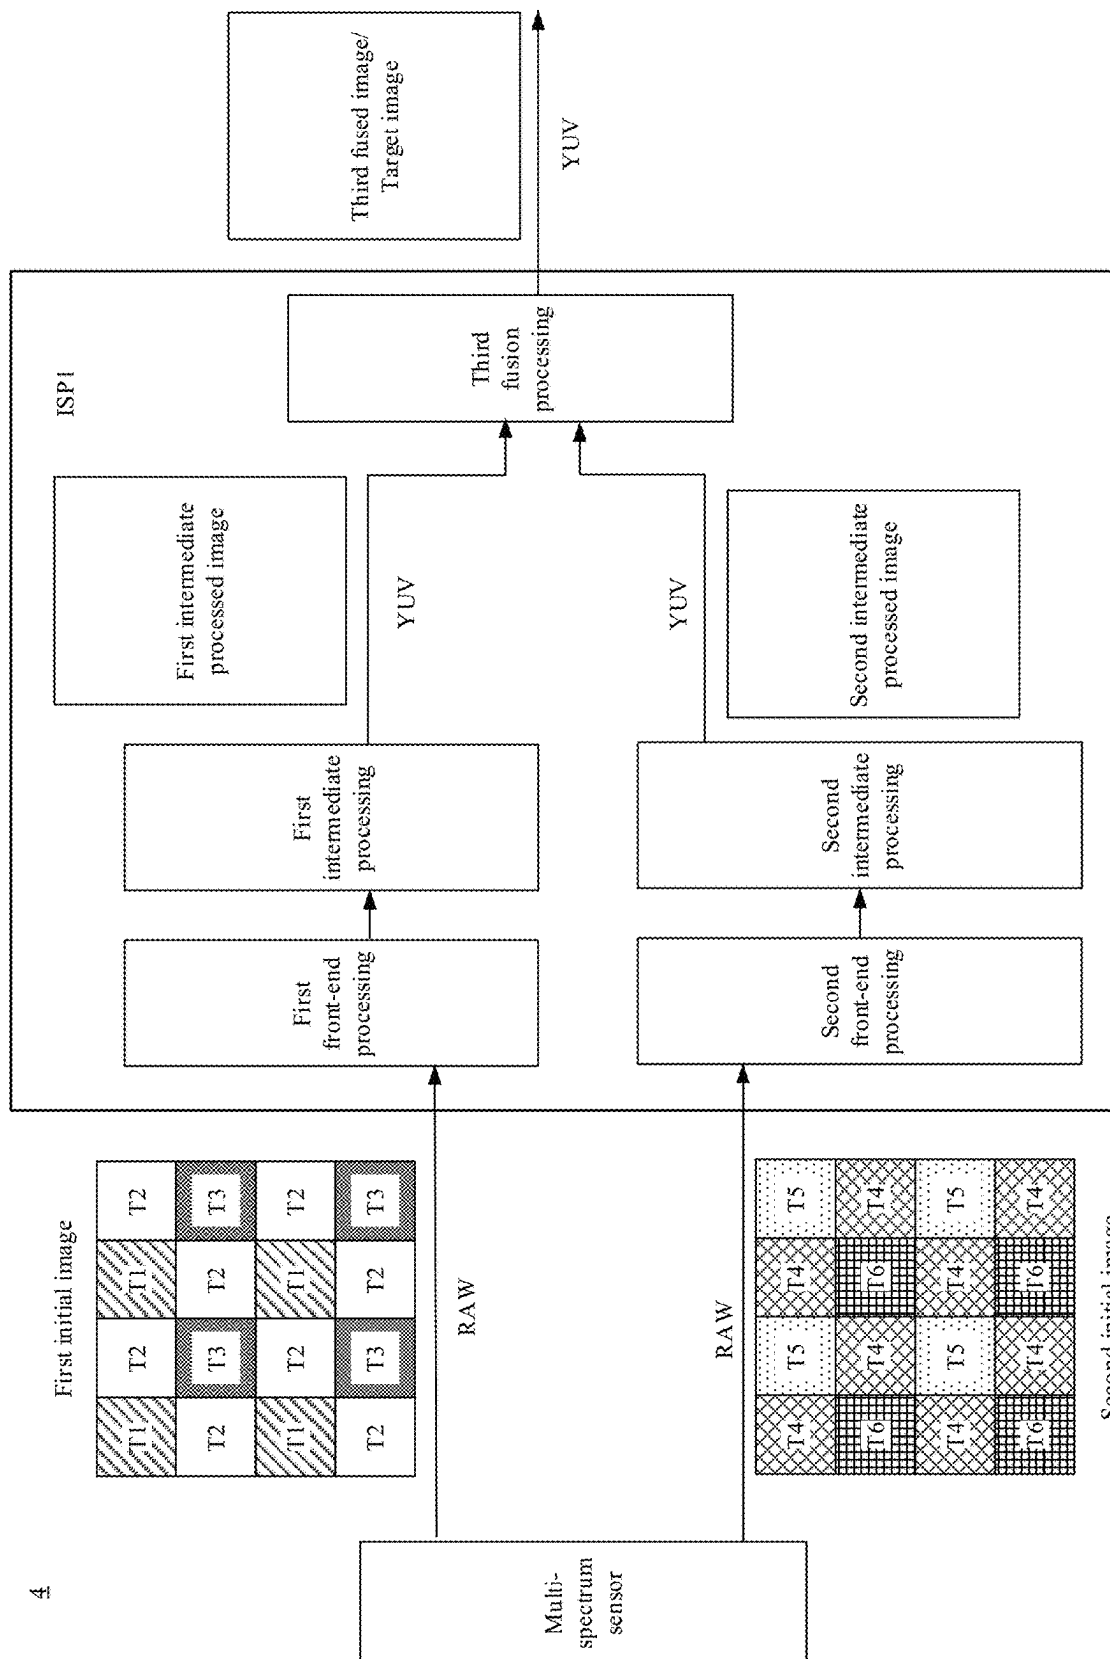 4
Multi-
spectrum
sensor
First initial image
T1 T2 T1 T2
T2 T3 T2 T3
T1 T2 T1 T2
T2 T3 T2 T3
RAW
RAW
T4 T5 T4 T5
T6 T4 T6 T4
T4 T5 T4 T5
T6 T4 T6 T4
Second initial image
ISP1
First
front-end
processing
First
intermediate
processing
First intermediate
processed image
YUV
Second
front-end
processing
Second
intermediate
processing
YUV
Second intermediate
processed image
Third
fusion
processing
Third fused image/
Target image
YUV